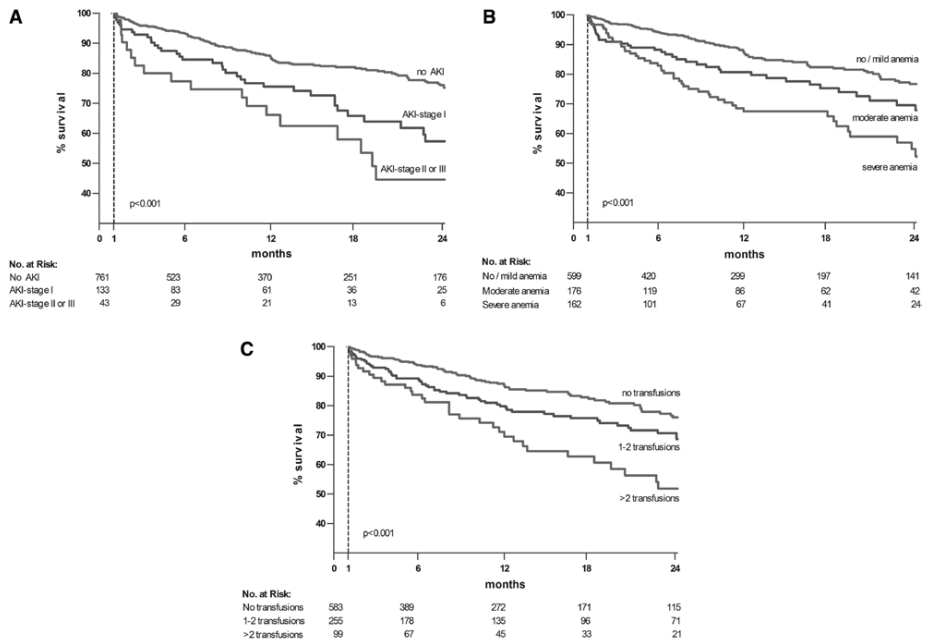 A
100
90
80
70
60
50
40
% survival
no AKI
AKI-stage I
AKI-stage II or III
p<0.001
0 1 6 12 18 24
months
No. at Risk:
No AKI 761 523 370 251 176
AKI-stage I 133 83 61 36 25
AKI-stage II or III 43 29 21 13 6
B
100
90
80
70
60
50
40
% survival
no / mild anemia
moderate anemia
severe anemia
p<0.001
0 1 6 12 18 24
months
No. at Risk:
No / mild anemia 599 420 299 197 141
Moderate anemia 176 119 86 62 42
Severe anemia 162 101 67 41 24
C
100
90
80
70
60
50
40
% survival
no transfusions
1-2 transfusions
>2 transfusions
p<0.001
0 1 6 12 18 24
months
No. at Risk:
No transfusions 583 389 272 171 115
1-2 transfusions 255 178 135 96 71
>2 transfusions 99 67 45 33 21